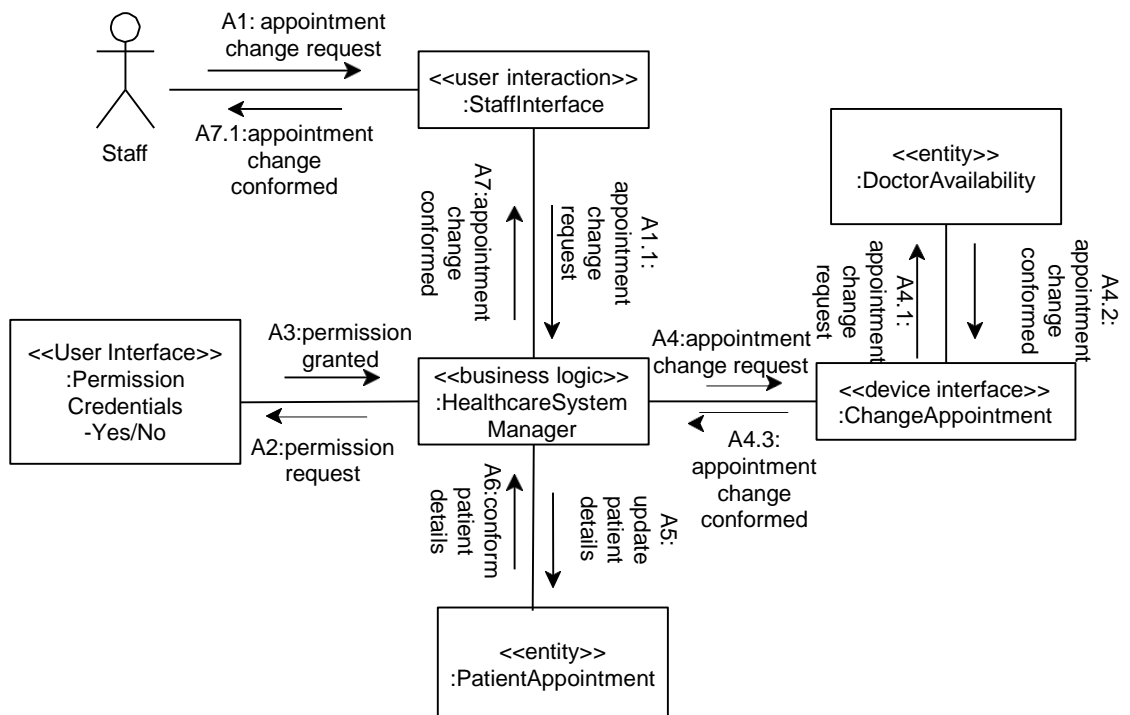 A1: appointment
change request
<<user interaction>>
:StaffInterface
A7.1:appointment
change
conformed
Staff
<<entity>>
:DoctorAvailability
A7:appointment
change
conformed
A1.1:
appointment
change
request
A4.1:
appointment
change
request
A4.2:
appointment
change
conformed
<<User Interface>>
:Permission
Credentials
-Yes/No
A3:permission
granted
A2:permission
request
<<business logic>>
:HealthcareSystem
Manager
A4:appointment
change request
A4.3:
appointment
change
conformed
<<device interface>>
:ChangeAppointment
A6:conform
patient
details
A5:
update
patient
details
<<entity>>
:PatientAppointment